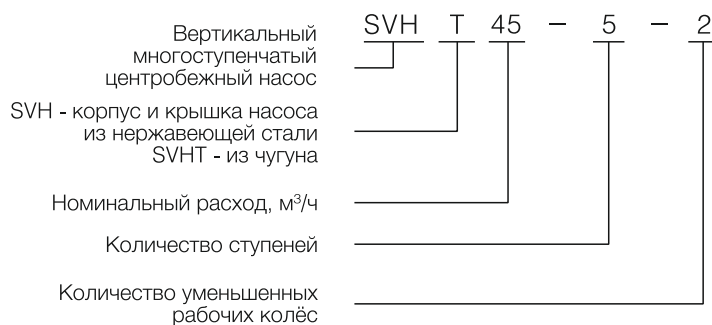 SVH T 45 - 5 - 2
Вертикальный
многоступенчатый
центробежный насос
SVH - корпус и крышка насоса
из нержавеющей стали
SVHT - из чугуна
Номинальный расход, м³/ч
Количество ступеней
Количество уменьшенных
рабочих колёс